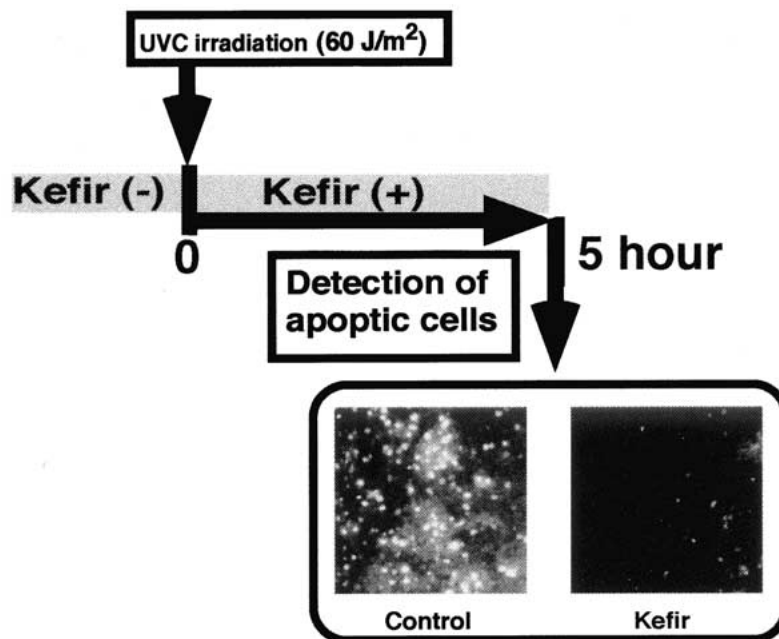 UVC irradiation (60 J/m²)
Kefir (-)
Kefir (+)
0
5 hour
Detection of
apoptic cells
Control
Kefir